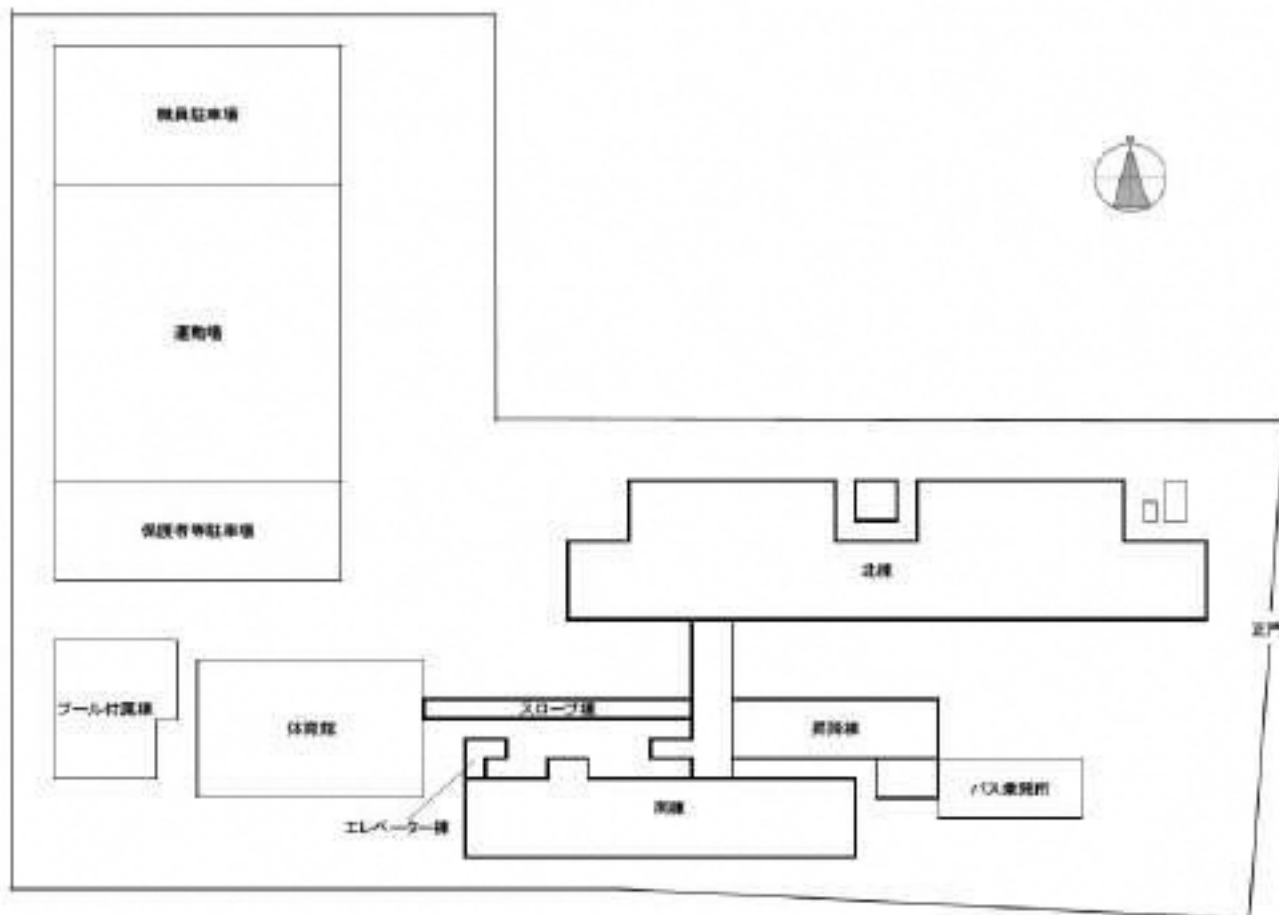 職員駐車場
運動場
保護者等駐車場
北棟
正門
プール付属棟
体育館
スロープ棟
昇降棟
バス乗降所
南棟
エレベーター棟